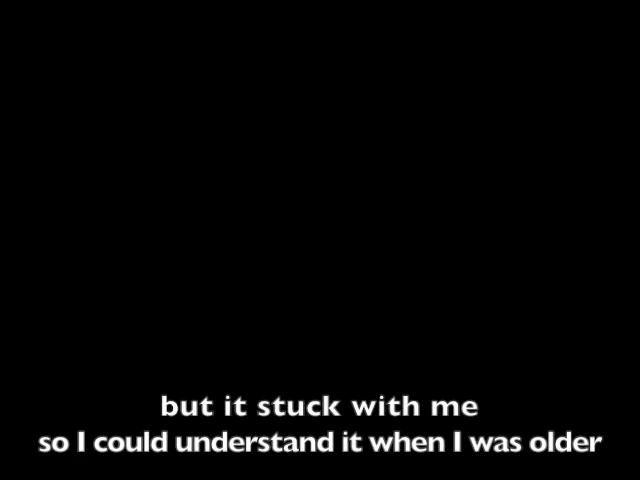 but it stuck with me
so I could understand it when I was older